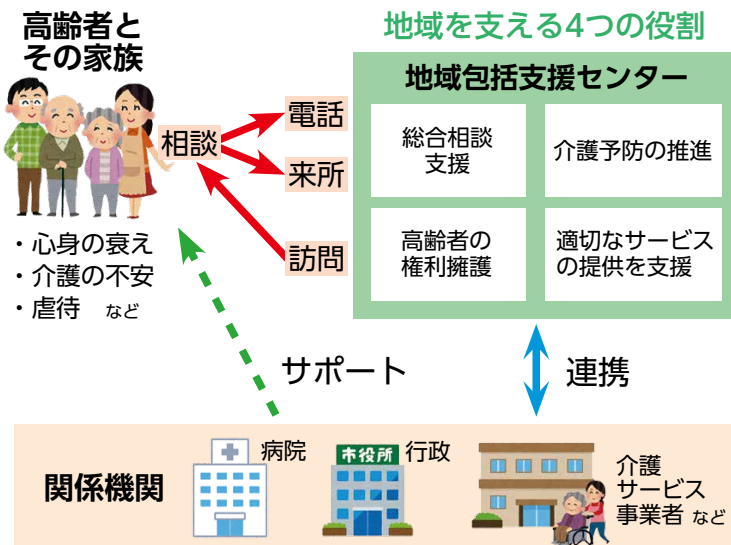 高齢者と
その家族
・心身の衰え
・介護の不安
・虐待 など
相談
電話
来所
訪問
地域を支える4つの役割
地域包括支援センター
総合相談
支援
介護予防の推進
高齢者の
権利擁護
適切なサービス
の提供を支援
サポート
連携
関係機関
病院
市役所
行政
介護
サービス
事業者 など